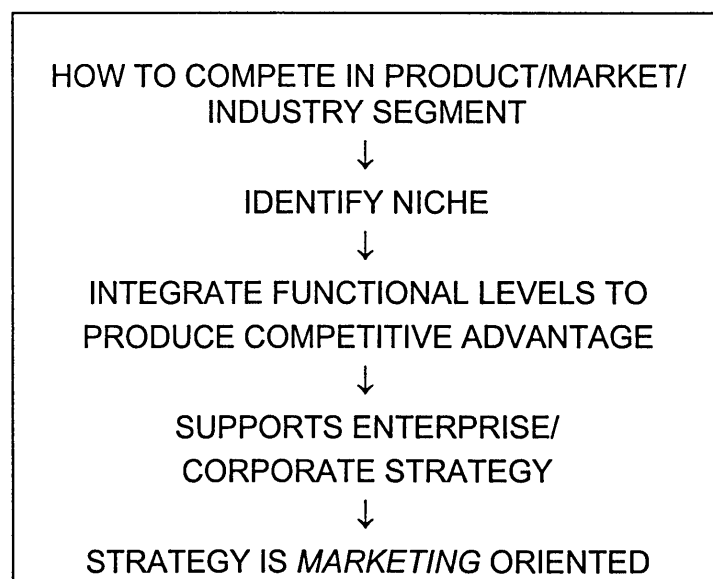 HOW TO COMPETE IN PRODUCT/MARKET/
INDUSTRY SEGMENT
↓
IDENTIFY NICHE
↓
INTEGRATE FUNCTIONAL LEVELS TO
PRODUCE COMPETITIVE ADVANTAGE
↓
SUPPORTS ENTERPRISE/
CORPORATE STRATEGY
↓
STRATEGY IS MARKETING ORIENTED